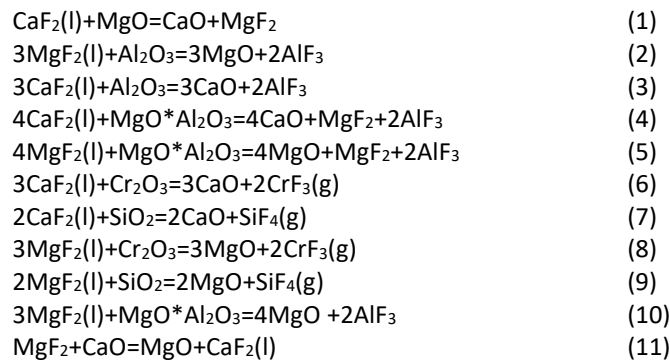 CaF₂(l)+MgO=CaO+MgF₂ (1)
3MgF₂(l)+Al₂O₃=3MgO+2AlF₃ (2)
3CaF₂(l)+Al₂O₃=3CaO+2AlF₃ (3)
4CaF₂(l)+MgO*Al₂O₃=4CaO+MgF₂+2AlF₃ (4)
4MgF₂(l)+MgO*Al₂O₃=4MgO+MgF₂+2AlF₃ (5)
3CaF₂(l)+Cr₂O₃=3CaO+2CrF₃(g) (6)
2CaF₂(l)+SiO₂=2CaO+SiF₄(g) (7)
3MgF₂(l)+Cr₂O₃=3MgO+2CrF₃(g) (8)
2MgF₂(l)+SiO₂=2MgO+SiF₄(g) (9)
3MgF₂(l)+MgO*Al₂O₃=4MgO +2AlF₃ (10)
MgF₂+CaO=MgO+CaF₂(l) (11)